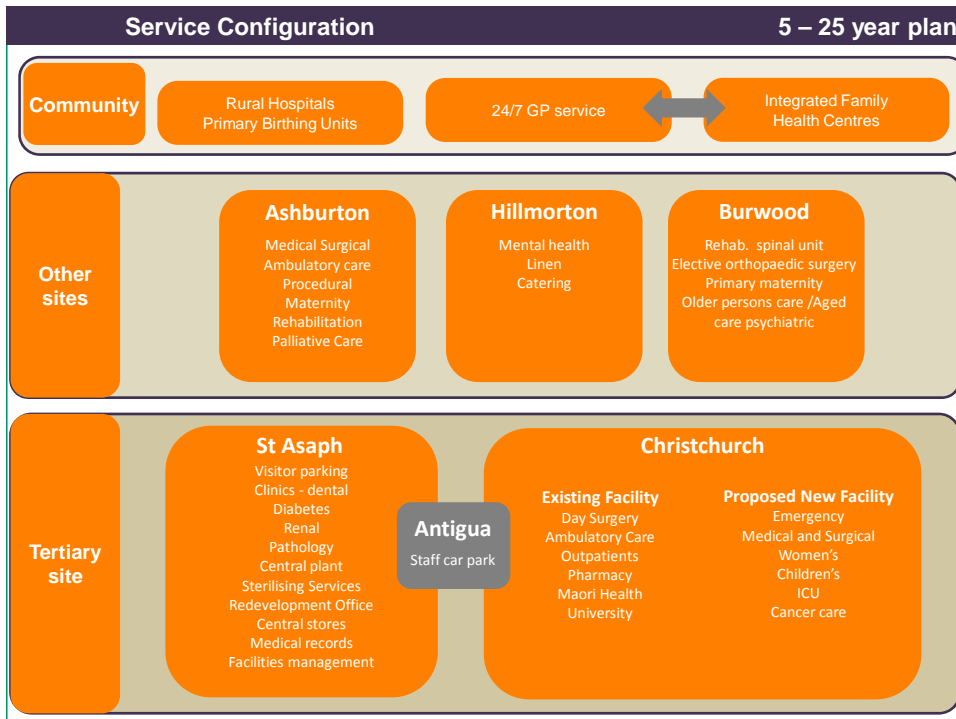 Service Configuration
5 – 25 year plan
Community
Rural Hospitals
Primary Birthing Units
24/7 GP service
Integrated Family
Health Centres
Other
sites
Ashburton
Medical Surgical
Ambulatory care
Procedural
Maternity
Rehabilitation
Palliative Care
Hillmorton
Mental health
Linen
Catering
Burwood
Rehab. spinal unit
Elective orthopaedic surgery
Primary maternity
Older persons care /Aged
care psychiatric
Tertiary
site
St Asaph
Visitor parking
Clinics - dental
Diabetes
Renal
Pathology
Central plant
Sterilising Services
Redevelopment Office
Central stores
Medical records
Facilities management
Antigua
Staff car park
Christchurch
Existing Facility
Day Surgery
Ambulatory Care
Outpatients
Pharmacy
Maori Health
University
Proposed New Facility
Emergency
Medical and Surgical
Women's
Children's
ICU
Cancer care